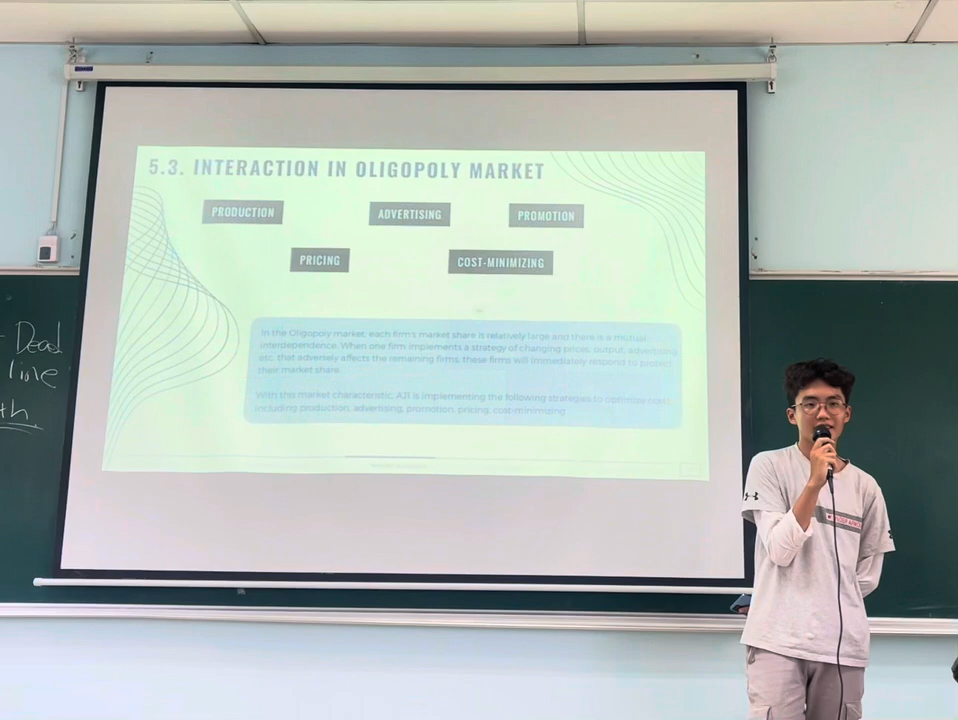 5.3. INTERACTION IN OLIGOPOLY MARKET
PRODUCTION
ADVERTISING
PROMOTION
PRICING
COST-MINIMIZING
In the Oligopoly market, each firm's market share is relatively large and there is a mutual
interdependence. When one firm implements a strategy of changing prices, output, advertising,
etc. that adversely affects the remaining firms, these firms will immediately respond to protect
their market share.
With this market characteristic, A31 is implementing the following strategies to optimize
including production, advertising, promotion, pricing, cost-minimizing
Dead
line
th